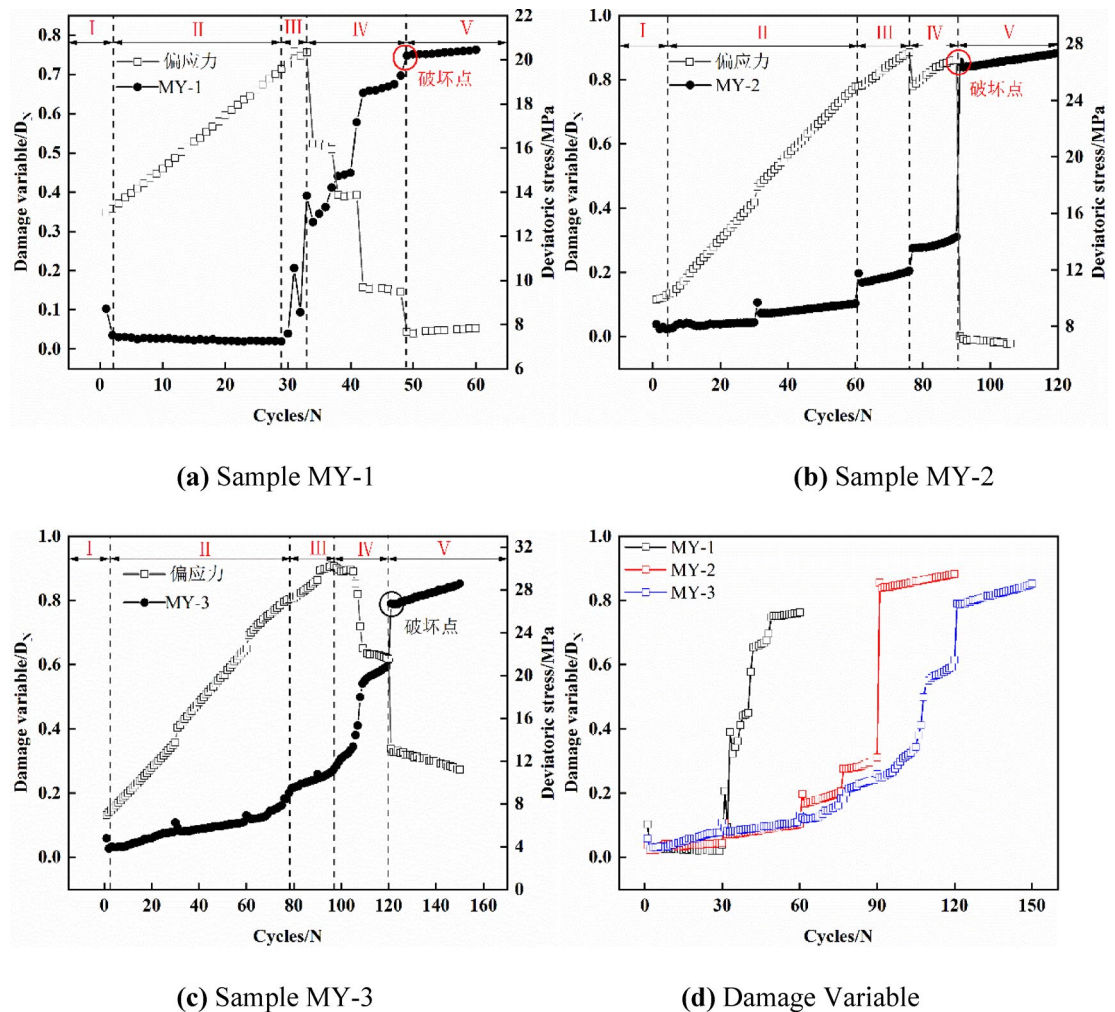 I II III IV V
偏应力
MY-1
破坏点
Damage variable/D_N
0.8
0.7
0.6
0.5
0.4
0.3
0.2
0.1
0.0
22
20
18
16
14
12
10
8
6
Deviatoric stress/MPa
0 10 20 30 40 50 60
Cycles/N
(a) Sample MY-1
I II III IV V
偏应力
MY-2
破坏点
Damage variable/D_N
1.0
0.8
0.6
0.4
0.2
0.0
28
24
20
16
12
8
Deviatoric stress/MPa
0 20 40 60 80 100 120
Cycles/N
(b) Sample MY-2
I II III IV V
偏应力
MY-3
破坏点
Damage variable/D_N
1.0
0.8
0.6
0.4
0.2
0.0
32
28
24
20
16
12
8
4
0
Deviatoric stress/MPa
0 20 40 60 80 100 120 140 160
Cycles/N
(c) Sample MY-3
MY-1
MY-2
MY-3
Damage variable/D_N
1.0
0.8
0.6
0.4
0.2
0.0
0 30 60 90 120 150
Cycles/N
(d) Damage Variable